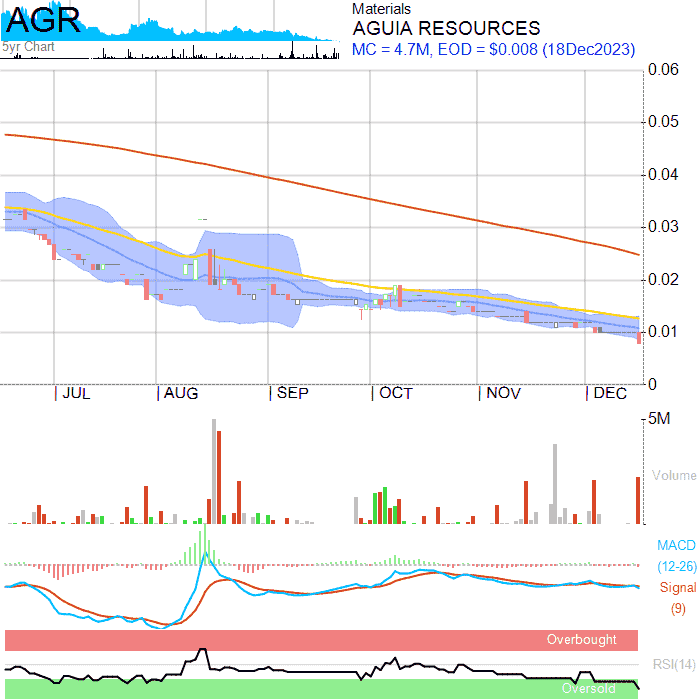 AGR
5yr Chart
Materials
AGUIA RESOURCES
MC = 4.7M, EOD = $0.008 (18Dec2023)
0.06
0.05
0.04
0.03
0.02
0.01
0
JUL AUG SEP OCT NOV DEC
5M
Volume
MACD
(12-26)
Signal
(9)
Overbought
RSI(14)
Oversold